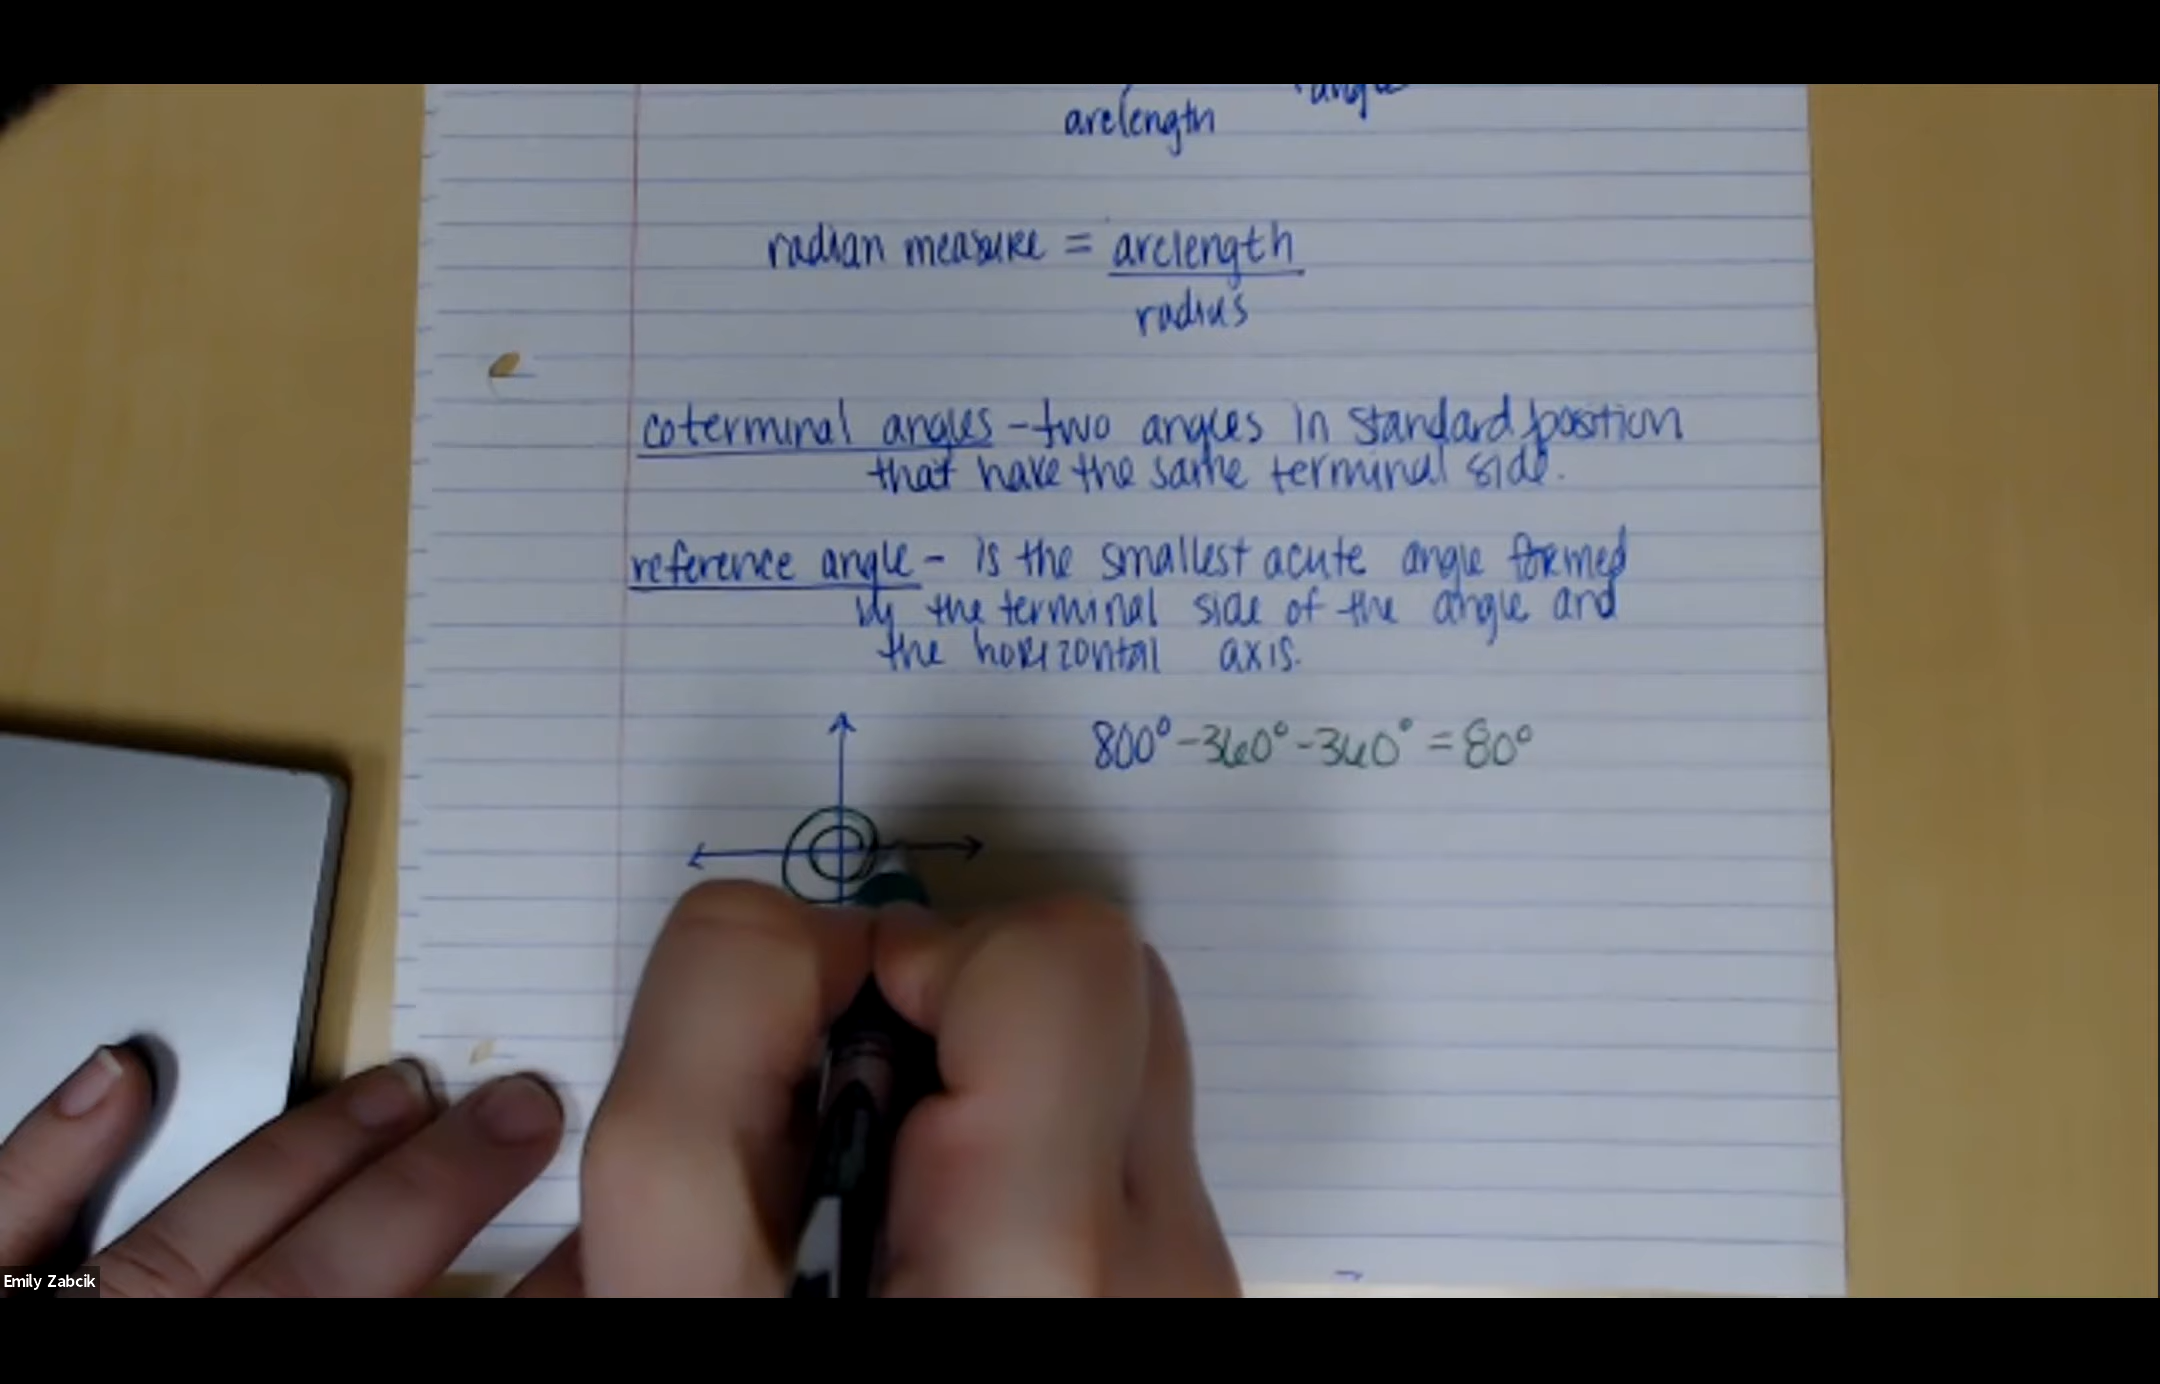 angle
arclength
radian measure = arclength
radius
coterminal angles - two angles in standard position
that have the same terminal side.
reference angle - is the smallest acute angle formed
by the terminal side of the angle and
the horizontal axis.
800° - 360° - 360° = 80°
Emily Zabcik